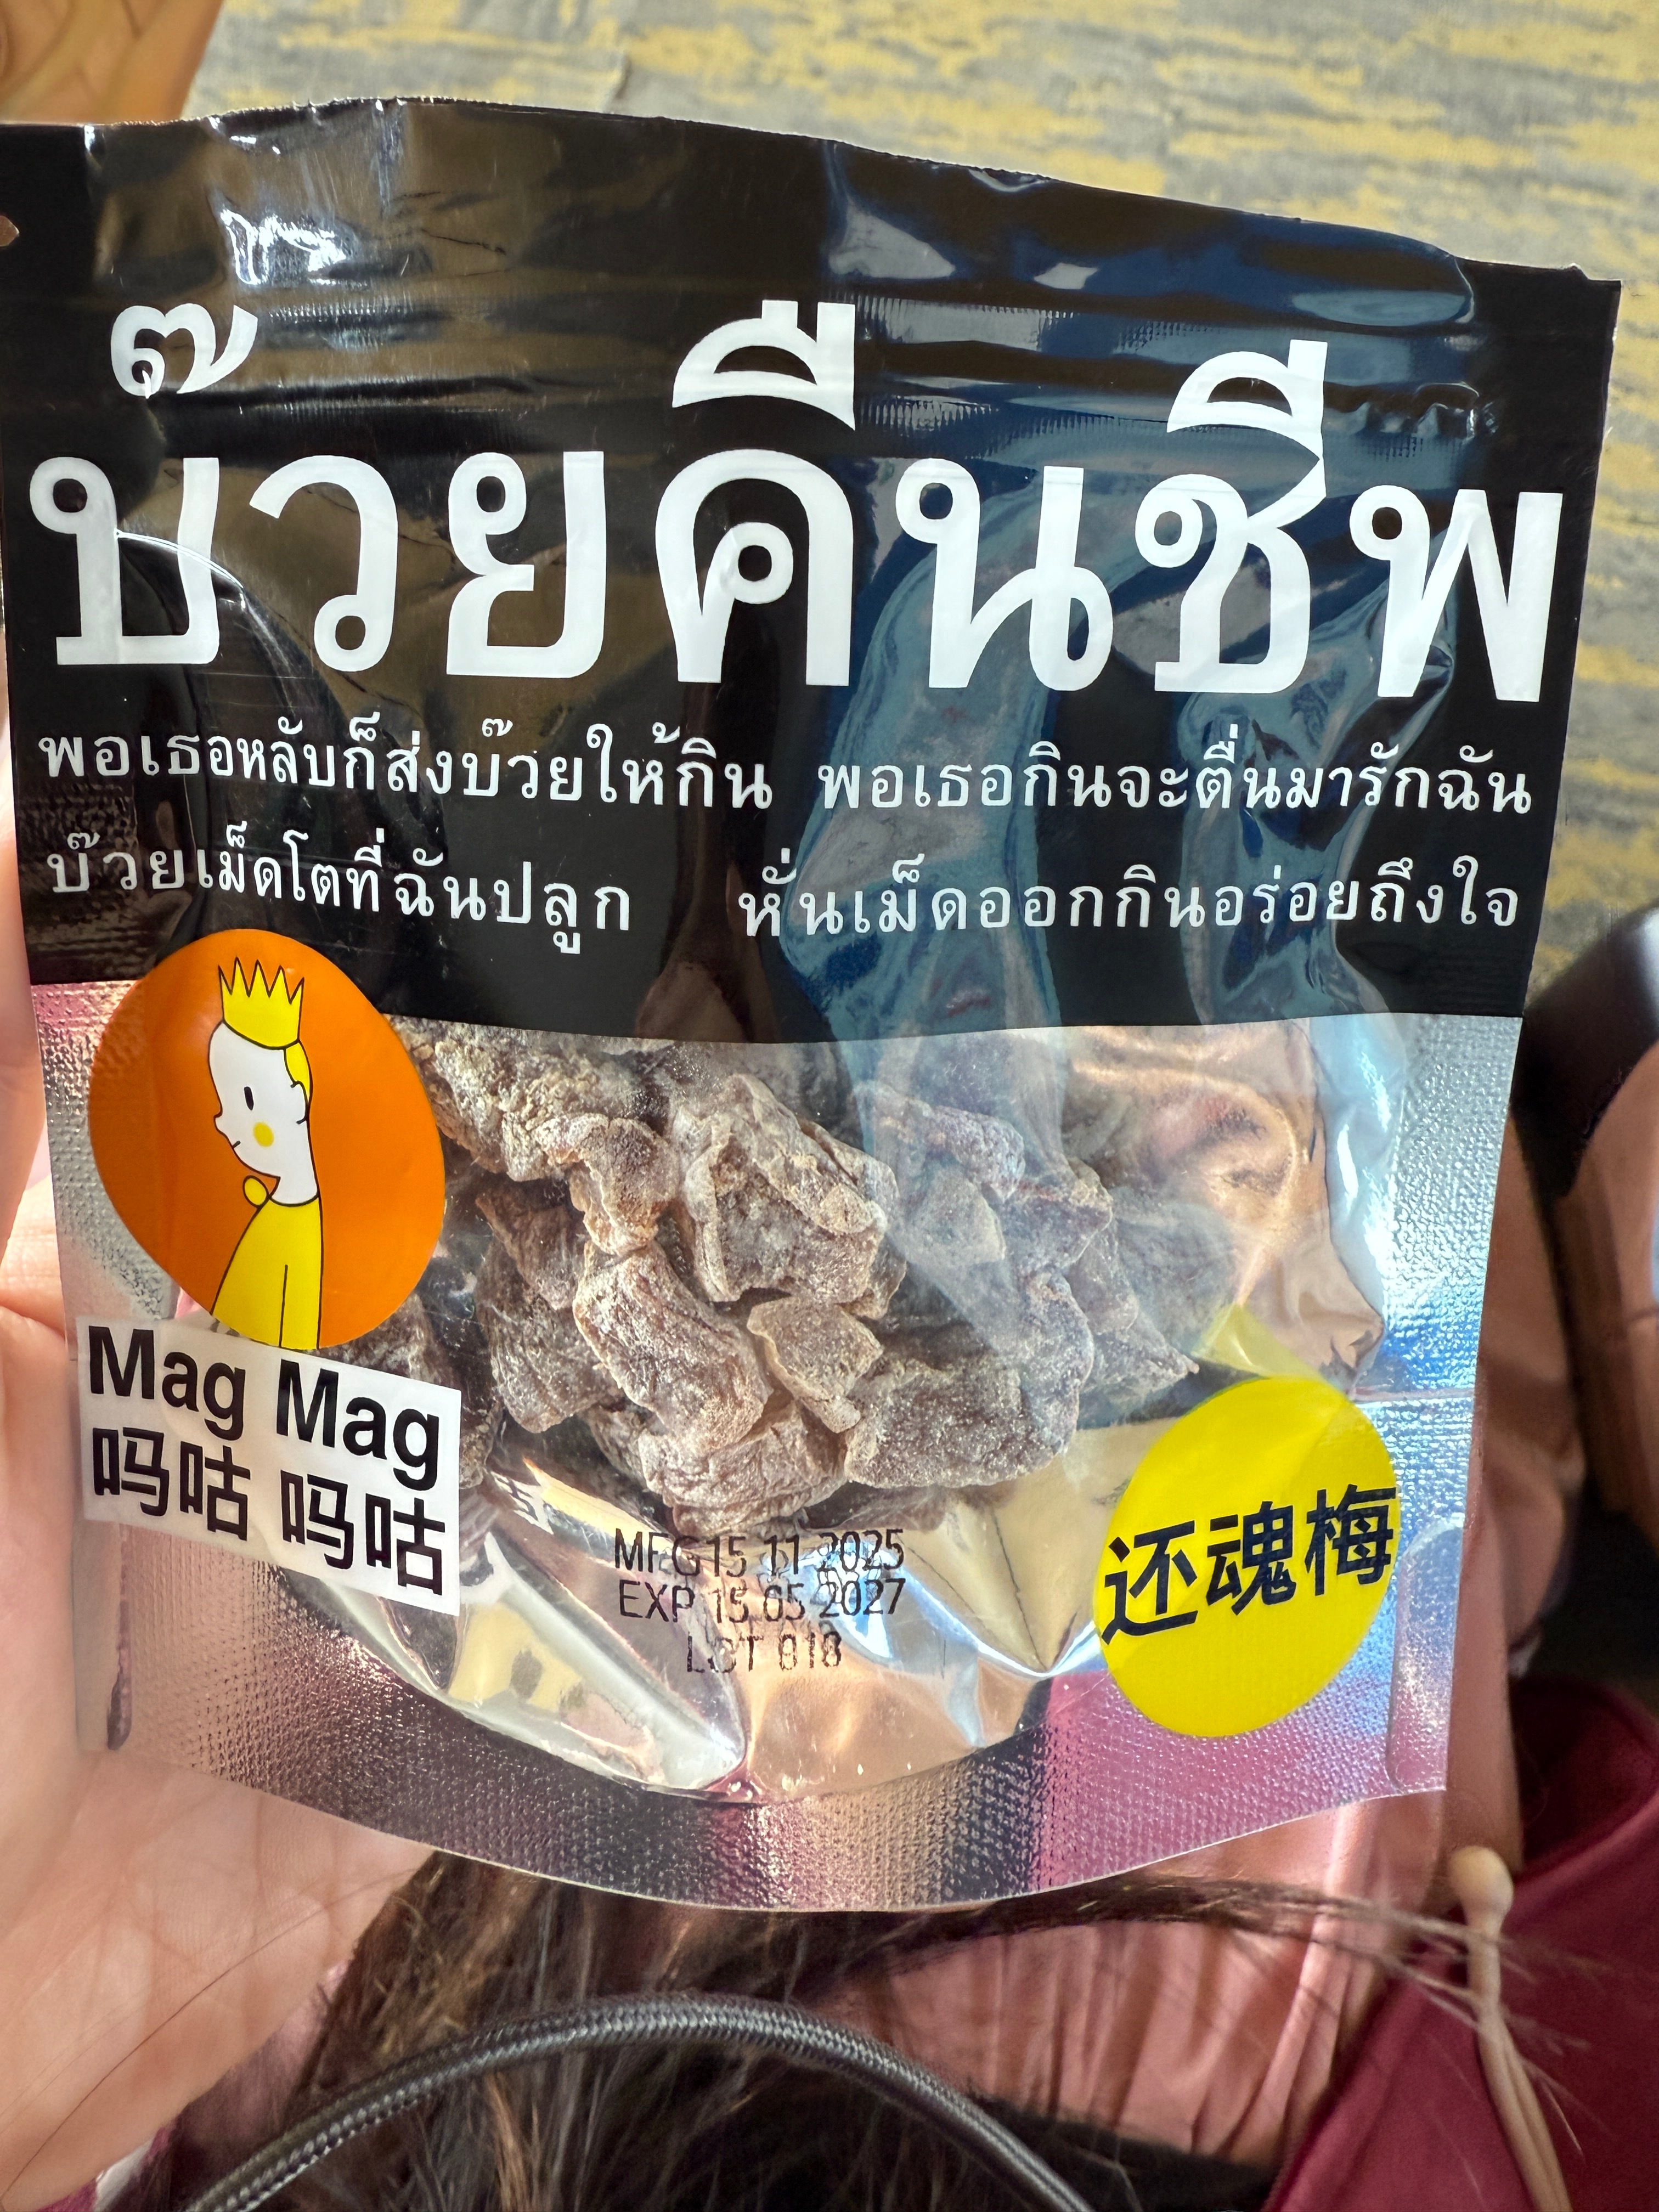 บ๊วยคืนชีพ
พอเธอหลับก็ส่งบ๊วยให้กิน พอเธอกินจะตื่นมารักฉัน
บ๊วยเม็ดโตที่ฉันปลูก หั่นเม็ดออกกินอร่อยถึงใจ
Mag Mag
吗咕 吗咕
还魂梅
MFG 15 11 2025
EXP 15 05 2027
LOT 018